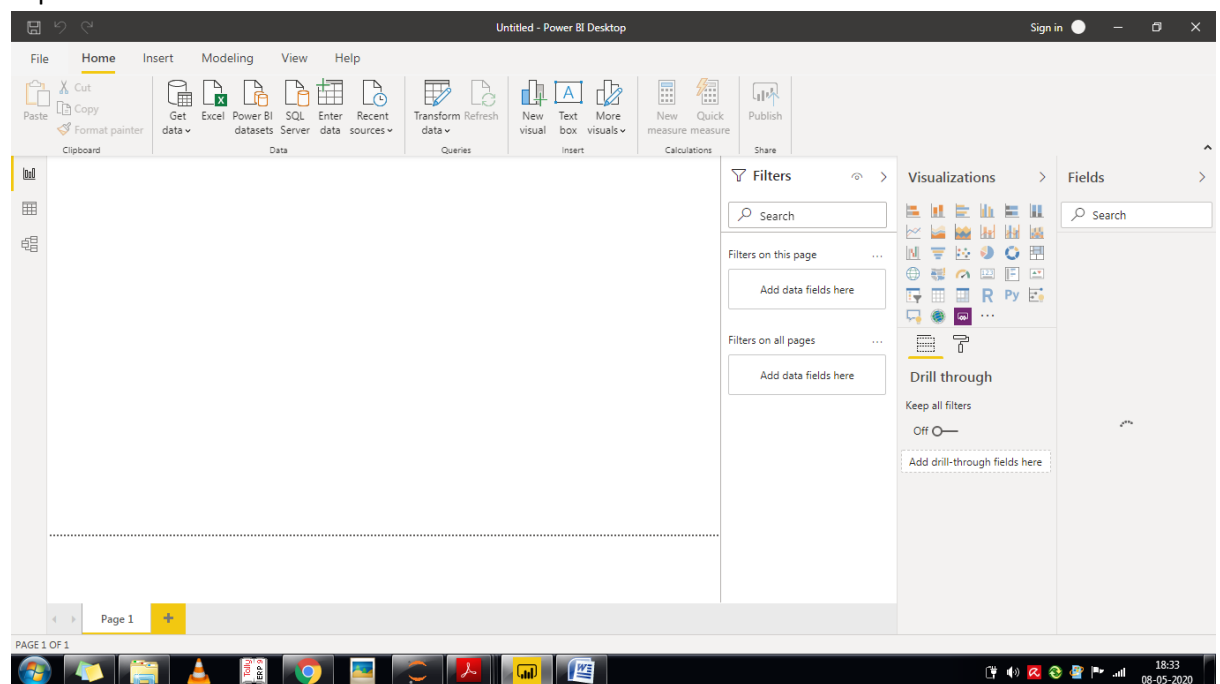 Untitled - Power BI Desktop
Sign in
File Home Insert Modeling View Help
Paste
Cut
Copy
Format painter
Get data
Excel
Power BI datasets
SQL Server
Enter data
Recent sources
Transform data
Refresh
New visual
Text box
A
More visuals
New measure
Quick measure
Publish
Clipboard Data Queries Insert Calculations Share
Filters
Search
Filters on this page ...
Add data fields here
Filters on all pages ...
Add data fields here
Visualizations
123
R Py
...
Drill through
Keep all filters
Off
Add drill-through fields here
Fields
Search
Page 1 +
PAGE 1 OF 1
Tally ERP 9
18:33
08-05-2020